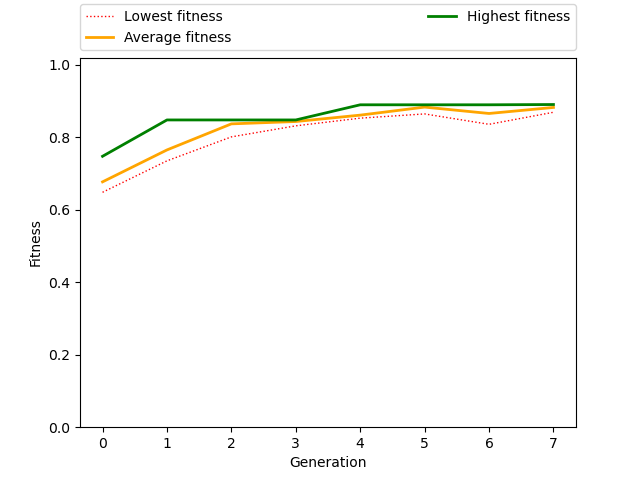 Lowest fitness
Average fitness
Highest fitness
1.0
0.8
0.6
0.4
0.2
0.0
Fitness
0 1 2 3 4 5 6 7
Generation